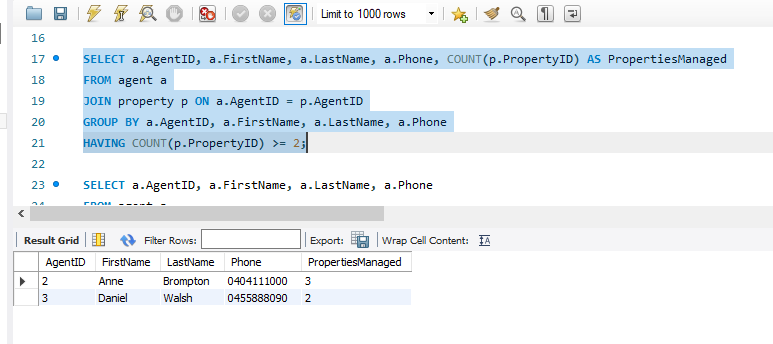 Limit to 1000 rows
16
17 SELECT a.AgentID, a.FirstName, a.LastName, a.Phone, COUNT(p.PropertyID) AS PropertiesManaged
18 FROM agent a
19 JOIN property p ON a.AgentID = p.AgentID
20 GROUP BY a.AgentID, a.FirstName, a.LastName, a.Phone
21 HAVING COUNT(p.PropertyID) >= 2;
22
23 SELECT a.AgentID, a.FirstName, a.LastName, a.Phone
24 FROM agent a
Result Grid Filter Rows: Export: Wrap Cell Content: IA
AgentID FirstName LastName Phone PropertiesManaged
2 Anne Brompton 0404111000 3
3 Daniel Walsh 0455888090 2